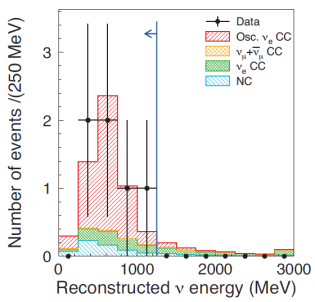 Data
Osc. νe CC
νμ+ν̄μ CC
νe CC
NC
Number of events /(250 MeV)
3
2
1
0
0
1000
2000
3000
Reconstructed ν energy (MeV)